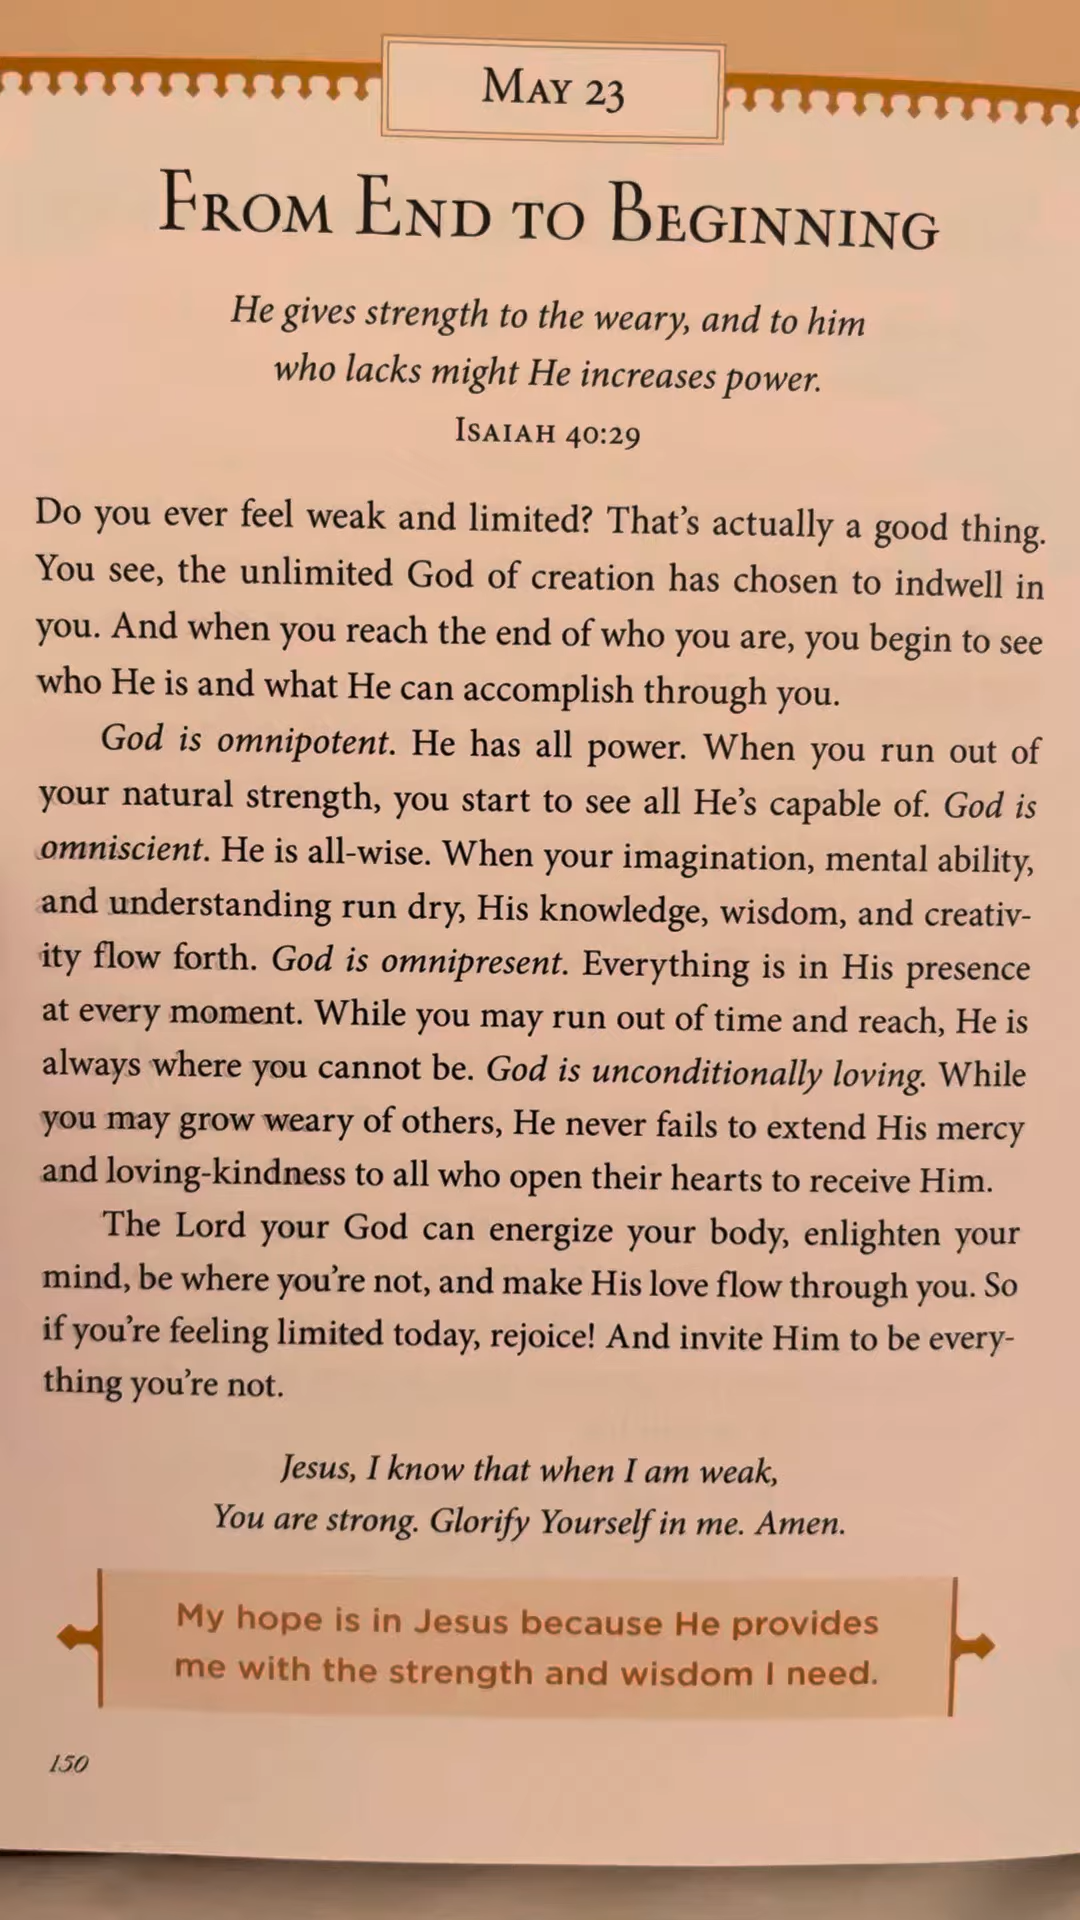 May 23
From End to Beginning
He gives strength to the weary, and to him
who lacks might He increases power.
Isaiah 40:29
Do you ever feel weak and limited? That's actually a good thing.
You see, the unlimited God of creation has chosen to indwell in
you. And when you reach the end of who you are, you begin to see
who He is and what He can accomplish through you.
God is omnipotent. He has all power. When you run out of
your natural strength, you start to see all He's capable of. God is
omniscient. He is all-wise. When your imagination, mental ability,
and understanding run dry, His knowledge, wisdom, and creativ-
ity flow forth. God is omnipresent. Everything is in His presence
at every moment. While you may run out of time and reach, He is
always where you cannot be. God is unconditionally loving. While
you may grow weary of others, He never fails to extend His mercy
and loving-kindness to all who open their hearts to receive Him.
The Lord your God can energize your body, enlighten your
mind, be where you're not, and make His love flow through you. So
if you're feeling limited today, rejoice! And invite Him to be every-
thing you're not.
Jesus, I know that when I am weak,
You are strong. Glorify Yourself in me. Amen.
My hope is in Jesus because He provides
me with the strength and wisdom I need.
150